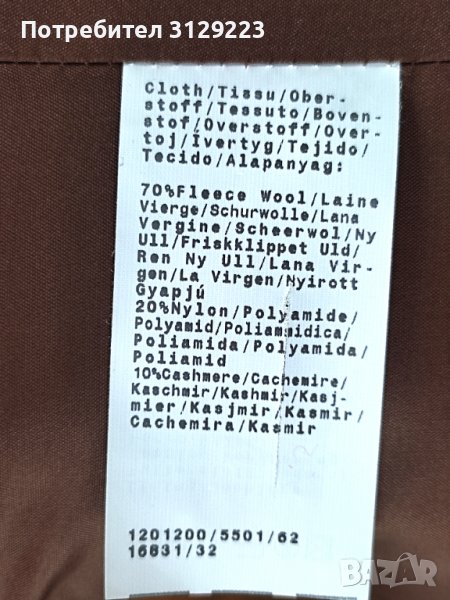 Потребител 3129223
Cloth/Tissu/Ober-
stoff/Tessuto/Boven-
stof/Overstoff/Over-
toj/Ivertyg/Tejido/
Tecido/Alapanyag:
70%Fleece Wool/Laine
Vierge/Schurwolle/Lana
Vergine/Scheerwol/Ny
Ull/Friskklippet Uld/
Ren Ny Ull/Lana Vir-
gen/La Virgen/Nyirott
Gyapjú
20%Nylon/Polyamide/
Polyamid/Poliammidica/
Poliamida/Polyamida/
Poliamid
10%Cashmere/Cachemire/
Kaschmir/Kashmir/Kasj-
mier/Kasjmir/Kasmir/
Cachemira/Kasmir
1201200/5501/62
16831/32
bazar